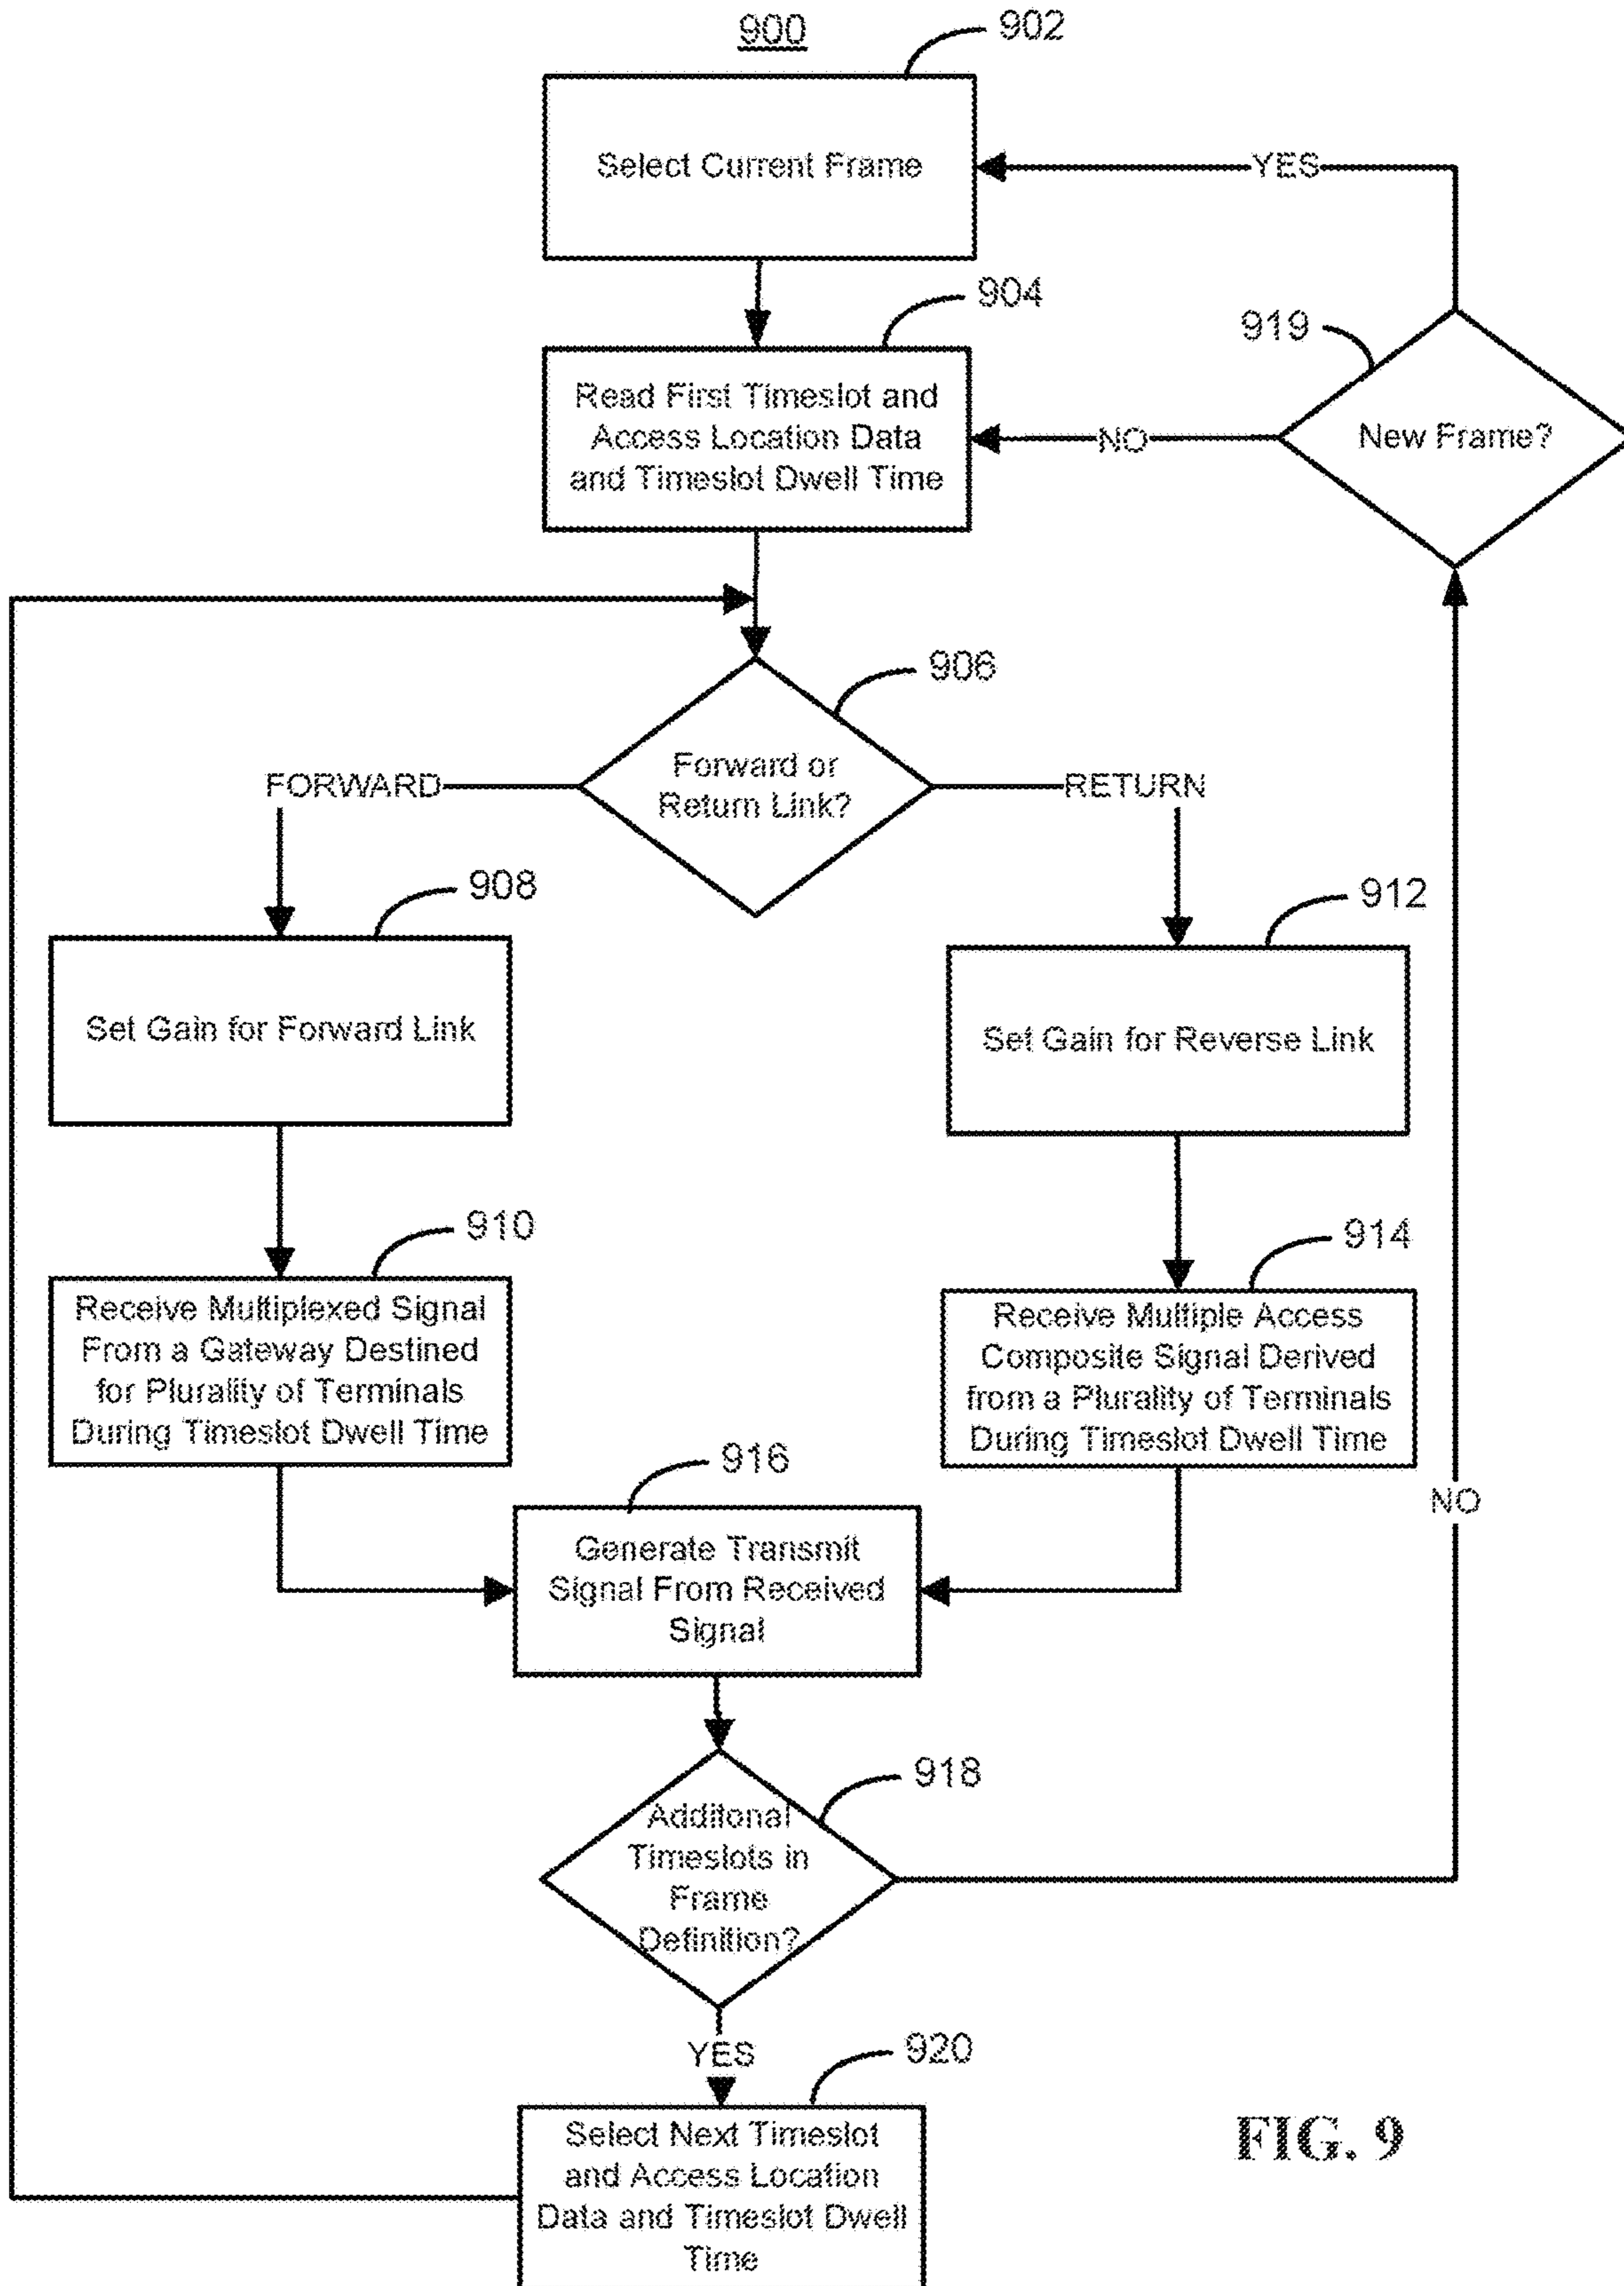 900
902
Select Current Frame
YES
904
Read First Timeslot and
Access Location Data
and Timeslot Dwell Time
NO
919
New Frame?
906
Forward or
Return Link?
FORWARD
RETURN
908
Set Gain for Forward Link
912
Set Gain for Reverse Link
910
Receive Multiplexed Signal
From a Gateway Destined
for Plurality of Terminals
During Timeslot Dwell Time
914
Receive Multiple Access
Composite Signal Derived
from a Plurality of Terminals
During Timeslot Dwell Time
916
Generate Transmit
Signal From Received
Signal
NO
918
Additonal
Timeslots in
Frame
Definition?
YES
920
Select Next Timeslot
and Access Location
Data and Timeslot Dwell
Time
FIG. 9